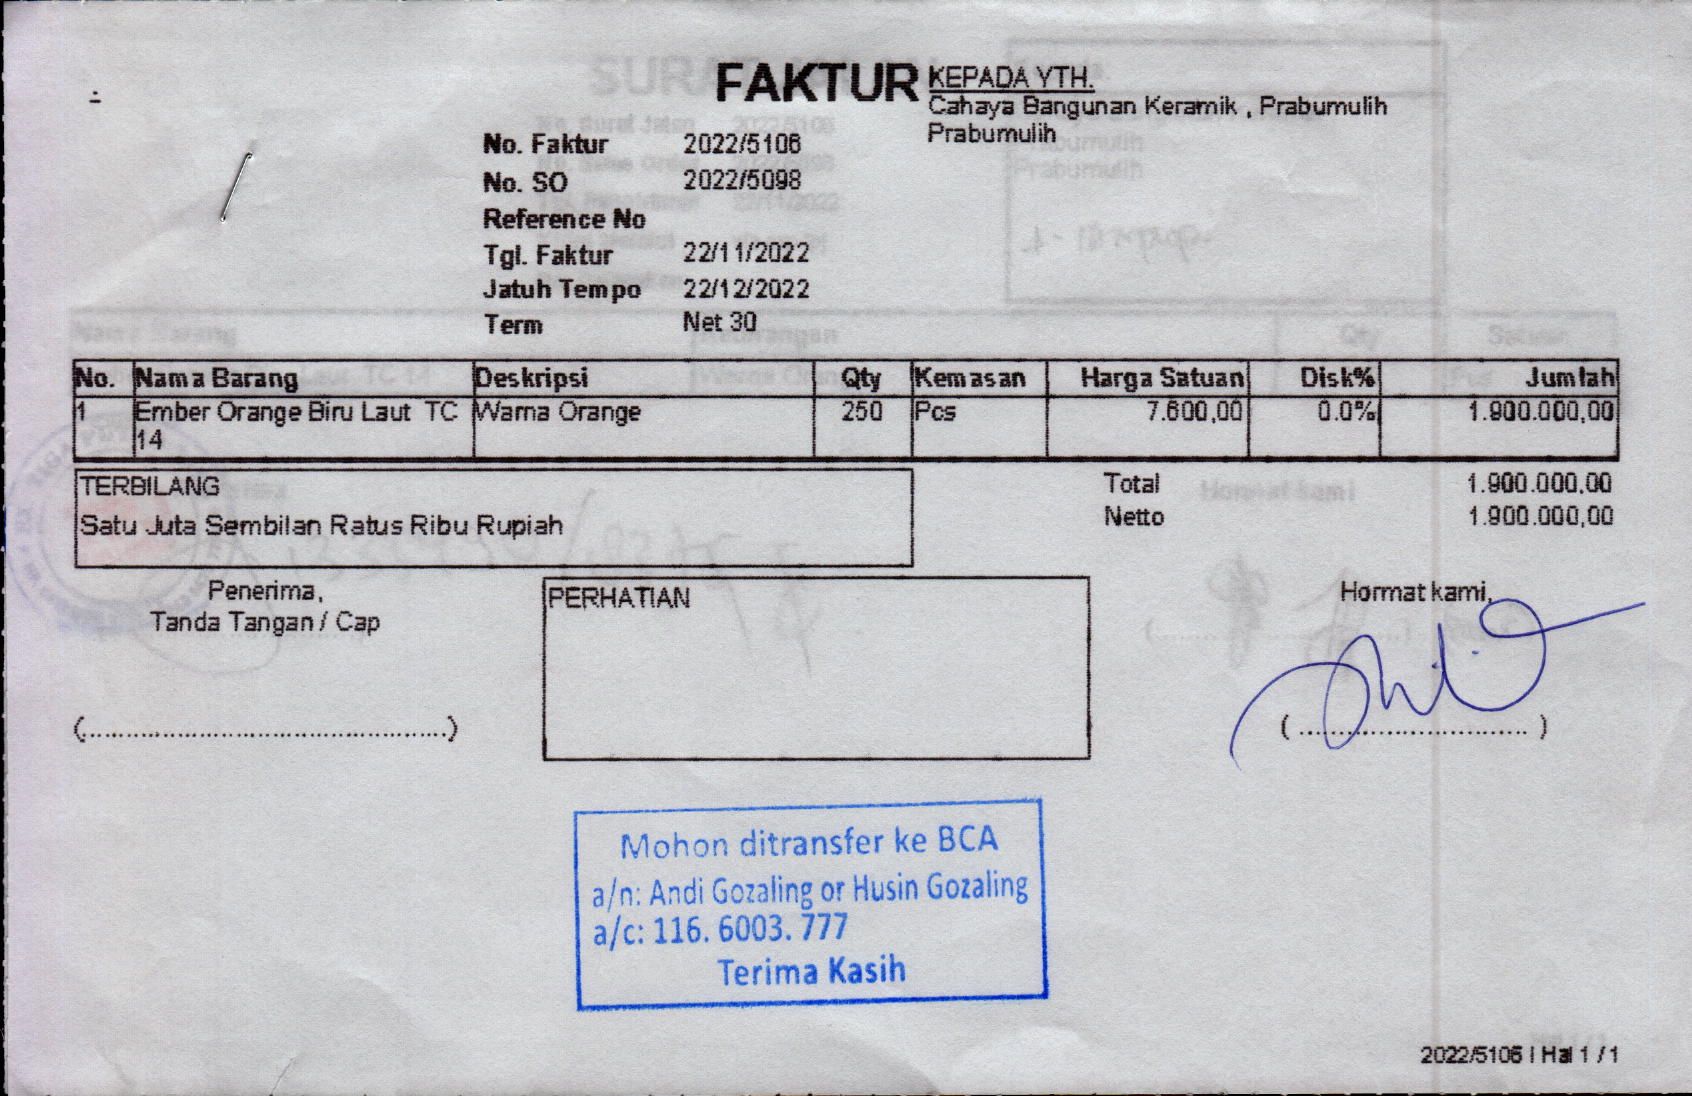 FAKTUR
KEPADA YTH.
Cahaya Bangunan Keramik , Prabumulih
Prabumulih
No. Faktur 2022/5106
No. SO 2022/5098
Reference No
Tgl. Faktur 22/11/2022
Jatuh Tempo 22/12/2022
Term Net 30
No. Nama Barang Deskripsi Qty Kemasan Harga Satuan Disk% Jumlah
1 Ember Orange Biru Laut TC Warna Orange 250 Pcs 7.600,00 0.0% 1.900.000,00
14
TERBILANG
Satu Juta Sembilan Ratus Ribu Rupiah
Total 1.900.000,00
Netto 1.900.000,00
Penerima,
Tanda Tangan / Cap
(..............................................)
PERHATIAN
Hormat kami,
( ................................ )
Mohon ditransfer ke BCA
a/n: Andi Gozaling or Husin Gozaling
a/c: 116. 6003. 777
Terima Kasih
2022/5106 | Hal 1 / 1